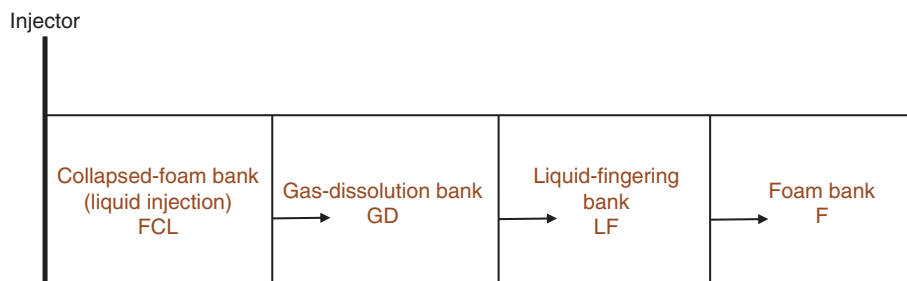 Injector
Collapsed-foam bank
(liquid injection)
FCL
Gas-dissolution bank
GD
Liquid-fingering
bank
LF
Foam bank
F